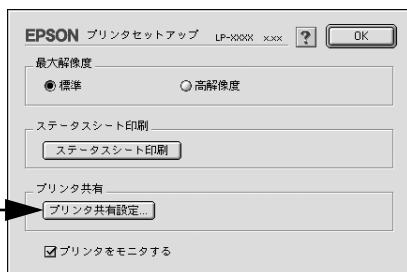 EPSON プリンタセットアップ LP-XXXX x.xx ? OK
最大解像度
標準 高解像度
ステータスシート印刷
ステータスシート印刷
プリンタ共有
プリンタ共有設定...
プリンタをモニタする